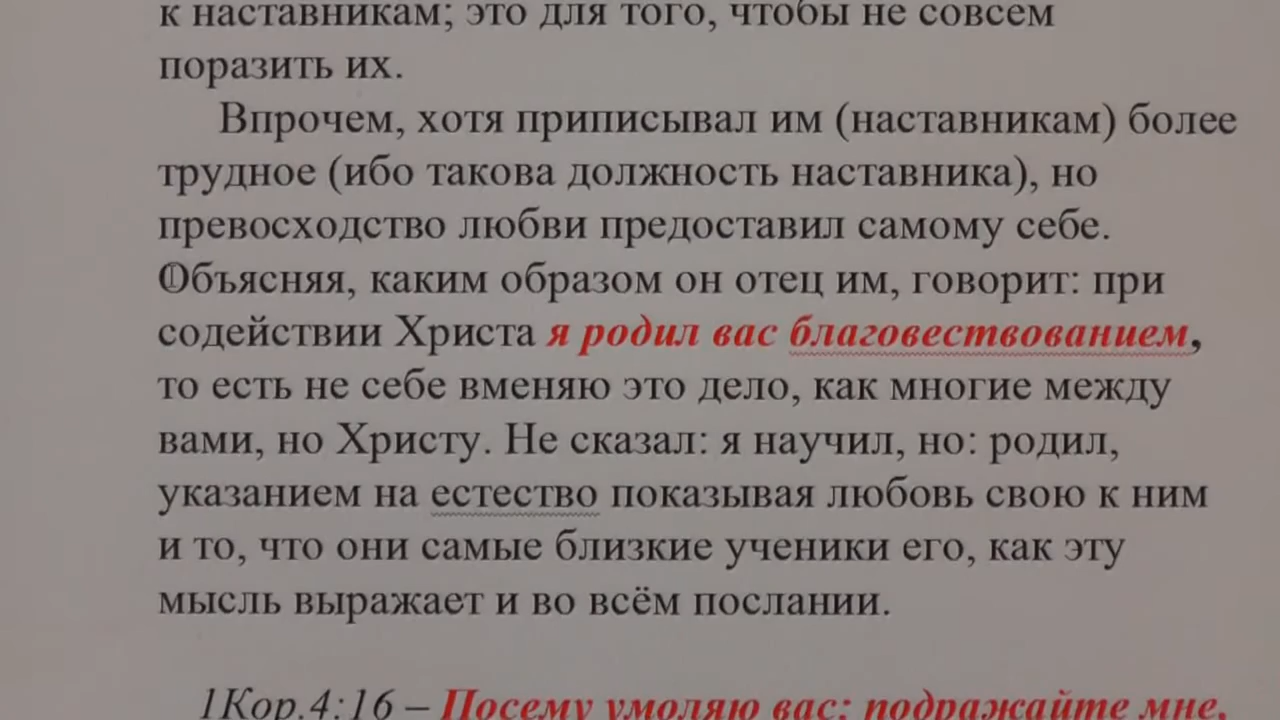 к наставникам; это для того, чтобы не совсем
поразить их.
Впрочем, хотя приписывал им (наставникам) более
трудное (ибо такова должность наставника), но
превосходство любви предоставил самому себе.
Объясняя, каким образом он отец им, говорит: при
содействии Христа я родил вас благовествованием,
то есть не себе вменяю это дело, как многие между
вами, но Христу. Не сказал: я научил, но: родил,
указанием на естество показывая любовь свою к ним
и то, что они самые близкие ученики его, как эту
мысль выражает и во всём послании.
1Кор.4:16 – Посему умоляю вас: подражайте мне,